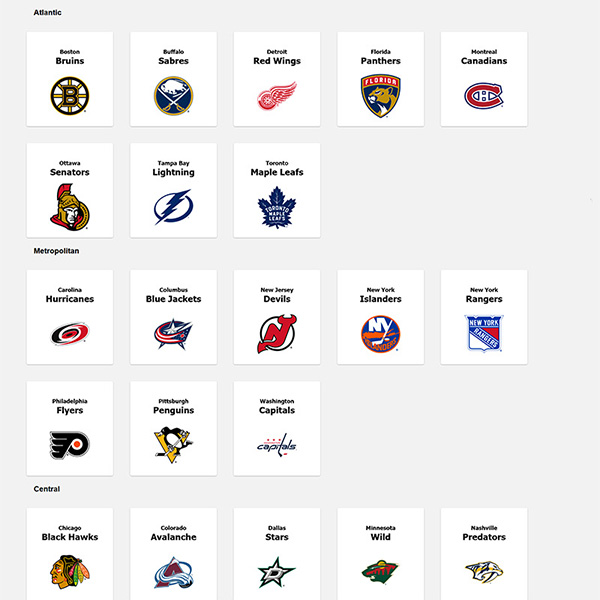 Atlantic
Boston
Bruins
B
Buffalo
Sabres
Detroit
Red Wings
Florida
Panthers
FLORIDA
Montreal
Canadians
Ottawa
Senators
Tampa Bay
Lightning
Toronto
Maple Leafs
TORONTO
MAPLE
LEAFS
Metropolitan
Carolina
Hurricanes
Columbus
Blue Jackets
New Jersey
Devils
New York
Islanders
NY
New York
Rangers
NEW YORK
RANGERS
Philadelphia
Flyers
Pittsburgh
Penguins
Washington
Capitals
capitals
Central
Chicago
Black Hawks
Colorado
Avalanche
Dallas
Stars
Minnesota
Wild
Nashville
Predators